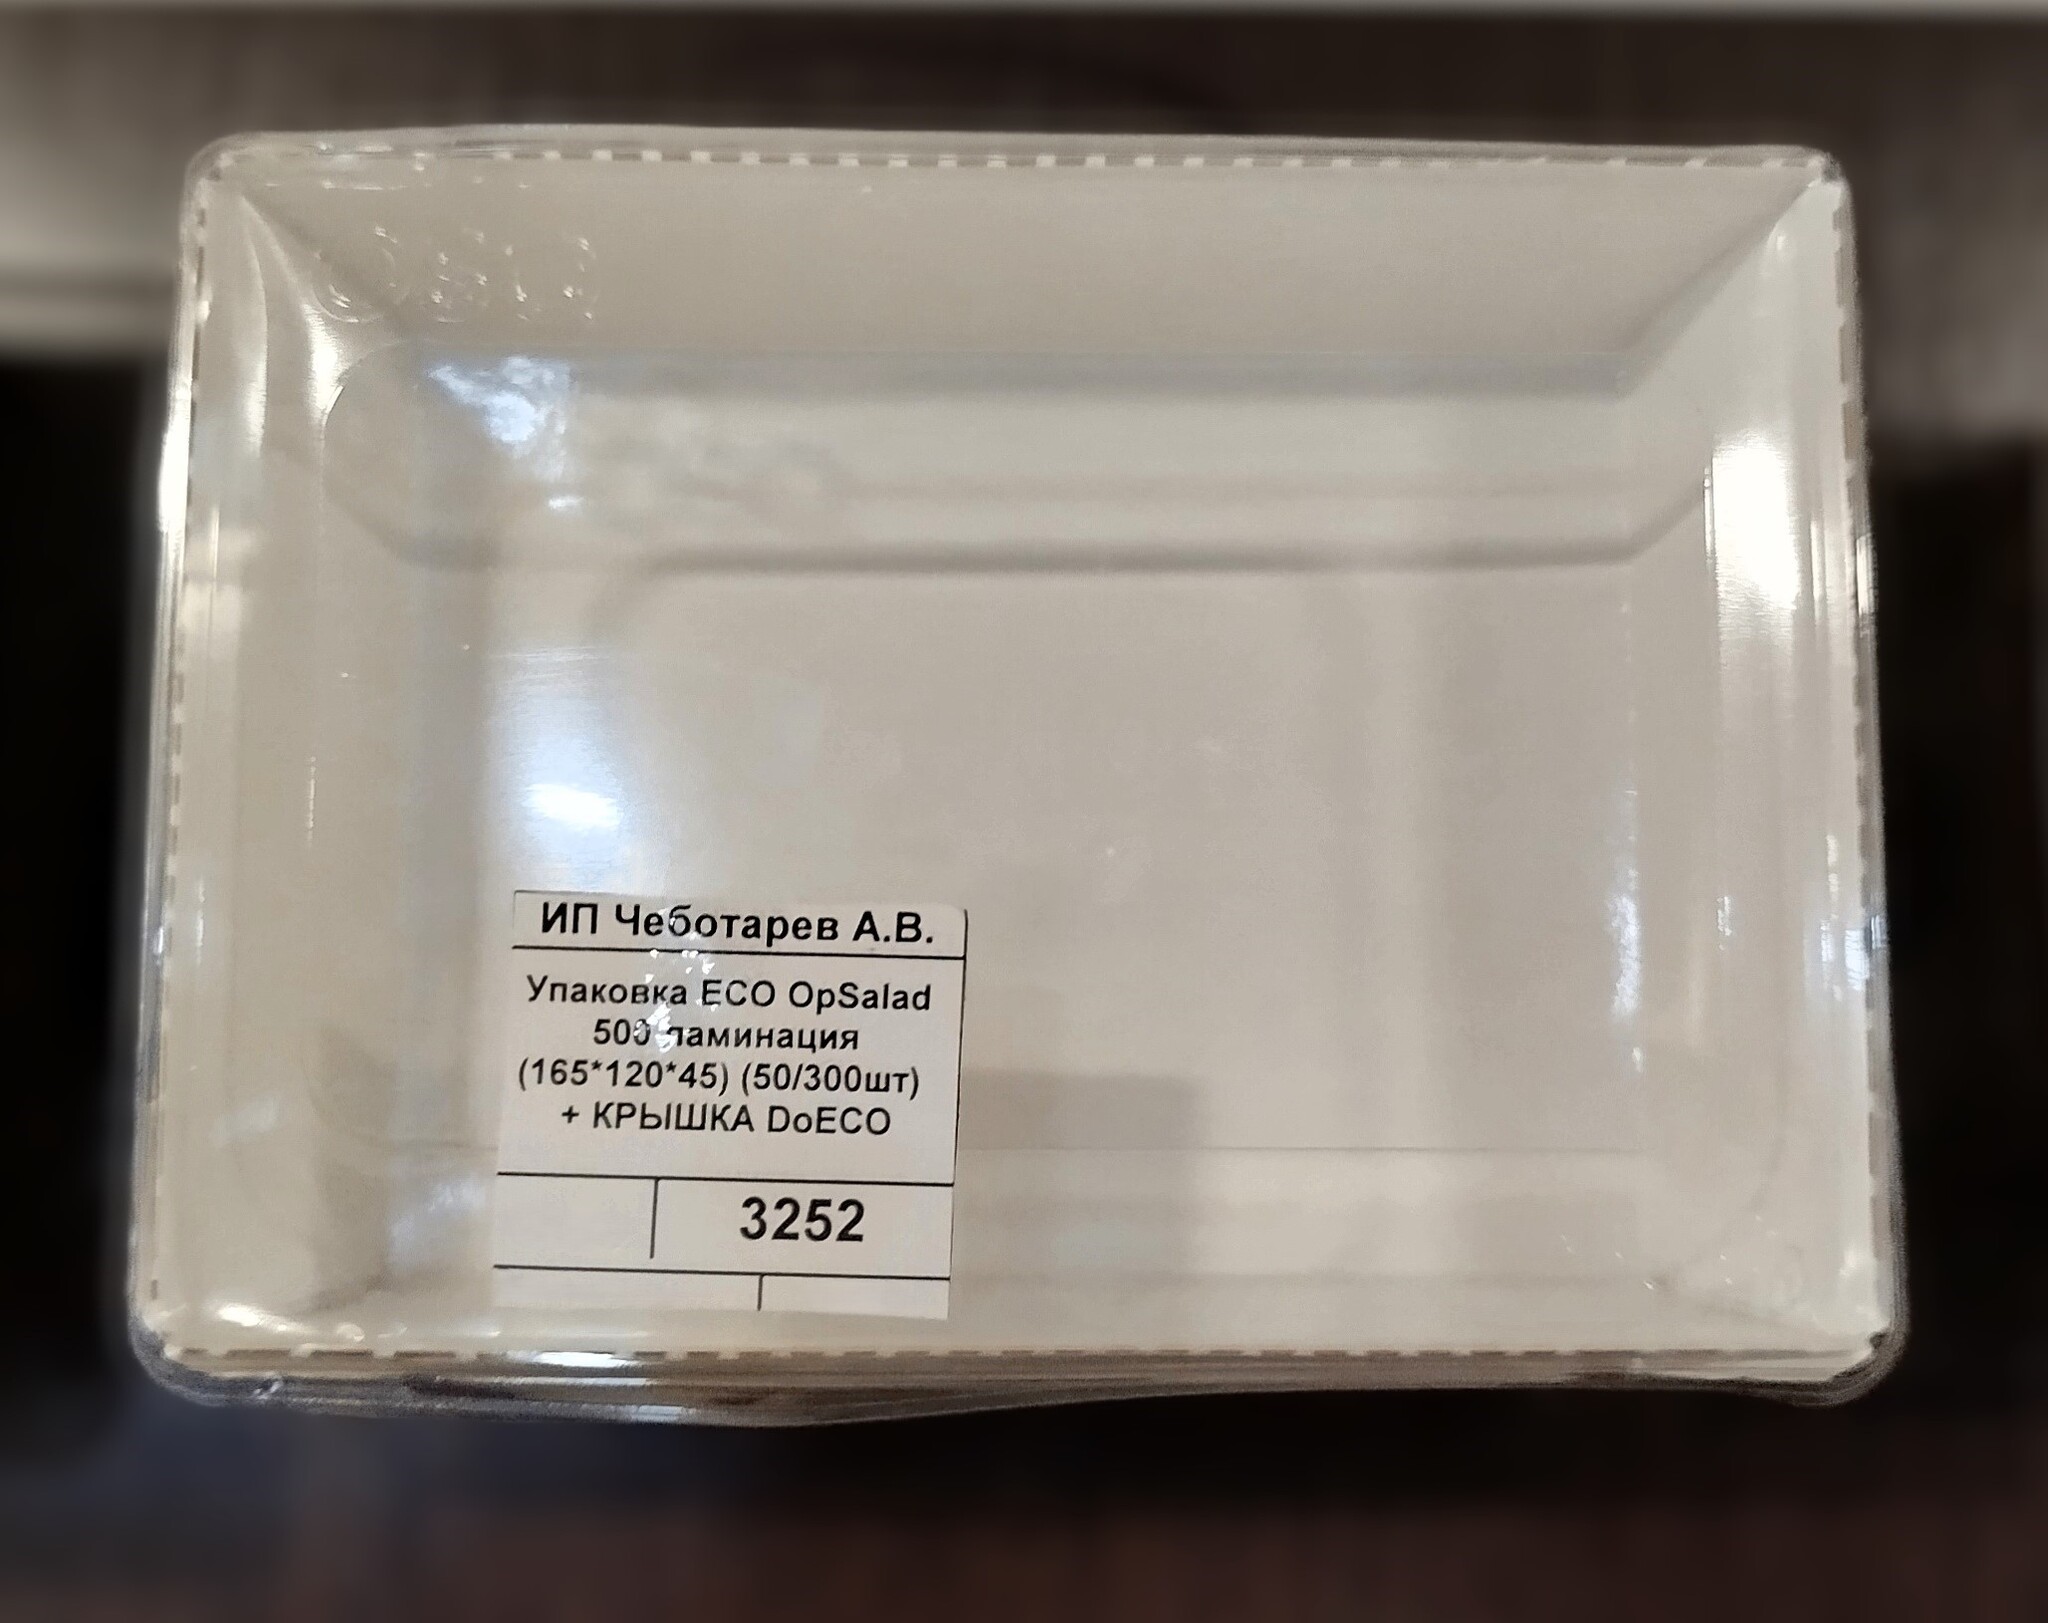 ИП Чеботарев А.В.
Упаковка ECO OpSalad
500 ламинация
(165*120*45) (50/300шт)
+ КРЫШКА DoECO
3252